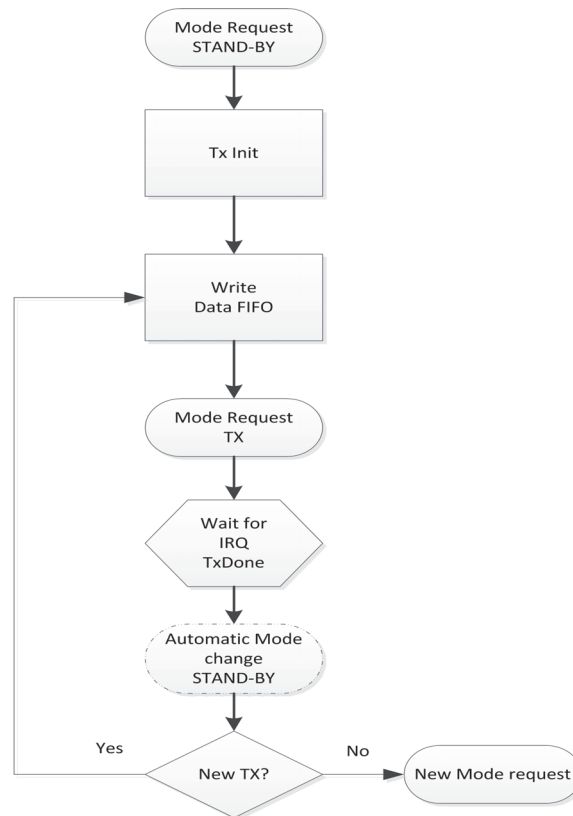 Mode Request
STAND-BY
Tx Init
Write
Data FIFO
Mode Request
TX
Wait for
IRQ
TxDone
Automatic Mode
change
STAND-BY
Yes
New TX?
No
New Mode request